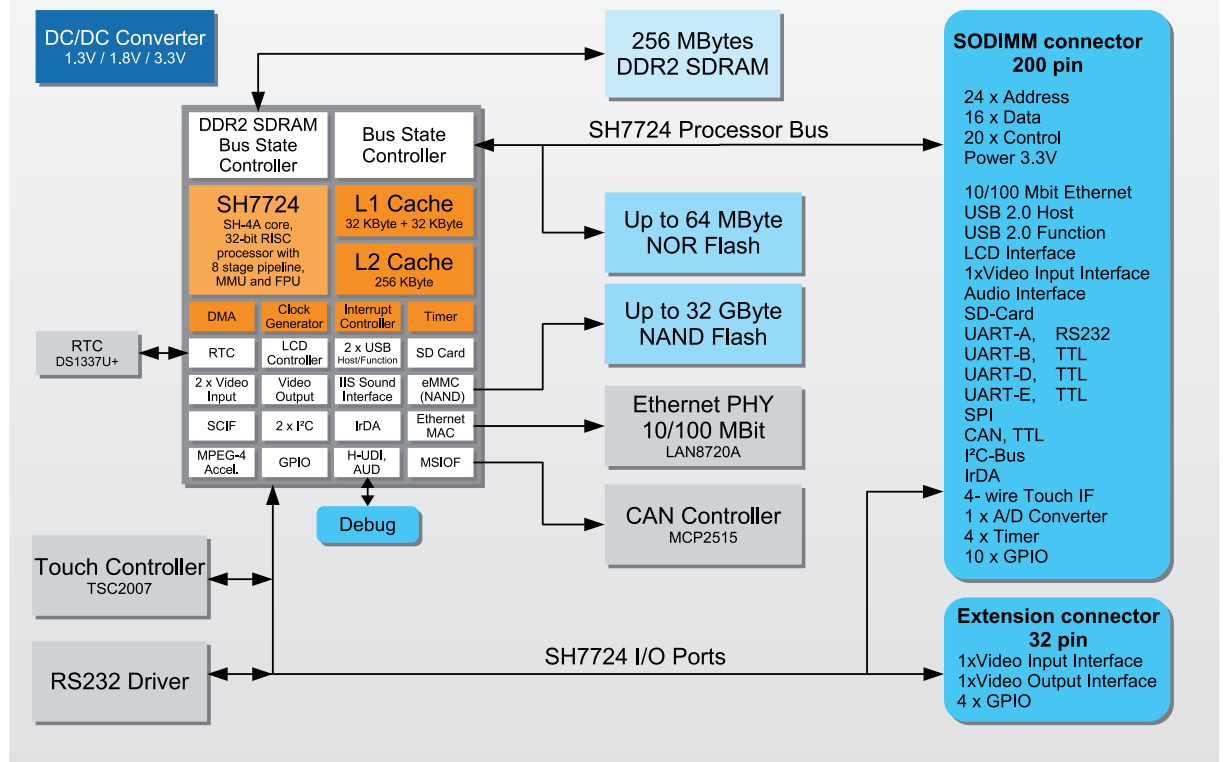 DC/DC Converter
1.3V / 1.8V / 3.3V
256 MBytes
DDR2 SDRAM
DDR2 SDRAM
Bus State
Controller
Bus State
Controller
SH7724 Processor Bus
SH7724
SH-4A core,
32-bit RISC
processor with
8 stage pipeline,
MMU and FPU
L1 Cache
32 KByte + 32 KByte
L2 Cache
256 KByte
DMA
Clock
Generator
Interrupt
Controller
Timer
RTC
LCD
Controller
2 x USB
Host/Function
SD Card
2 x Video
Input
Video
Output
IIS Sound
Interface
eMMC
(NAND)
SCIF
2 x I²C
IrDA
Ethernet
MAC
MPEG-4
Accel.
GPIO
H-UDI,
AUD
MSIOF
RTC
DS1337U+
Up to 64 MByte
NOR Flash
Up to 32 GByte
NAND Flash
Ethernet PHY
10/100 MBit
LAN8720A
CAN Controller
MCP2515
Debug
Touch Controller
TSC2007
RS232 Driver
SH7724 I/O Ports
SODIMM connector
200 pin
24 x Address
16 x Data
20 x Control
Power 3.3V
10/100 Mbit Ethernet
USB 2.0 Host
USB 2.0 Function
LCD Interface
1xVideo Input Interface
Audio Interface
SD-Card
UART-A, RS232
UART-B, TTL
UART-D, TTL
UART-E, TTL
SPI
CAN, TTL
I²C-Bus
IrDA
4- wire Touch IF
1 x A/D Converter
4 x Timer
10 x GPIO
Extension connector
32 pin
1xVideo Input Interface
1xVideo Output Interface
4 x GPIO